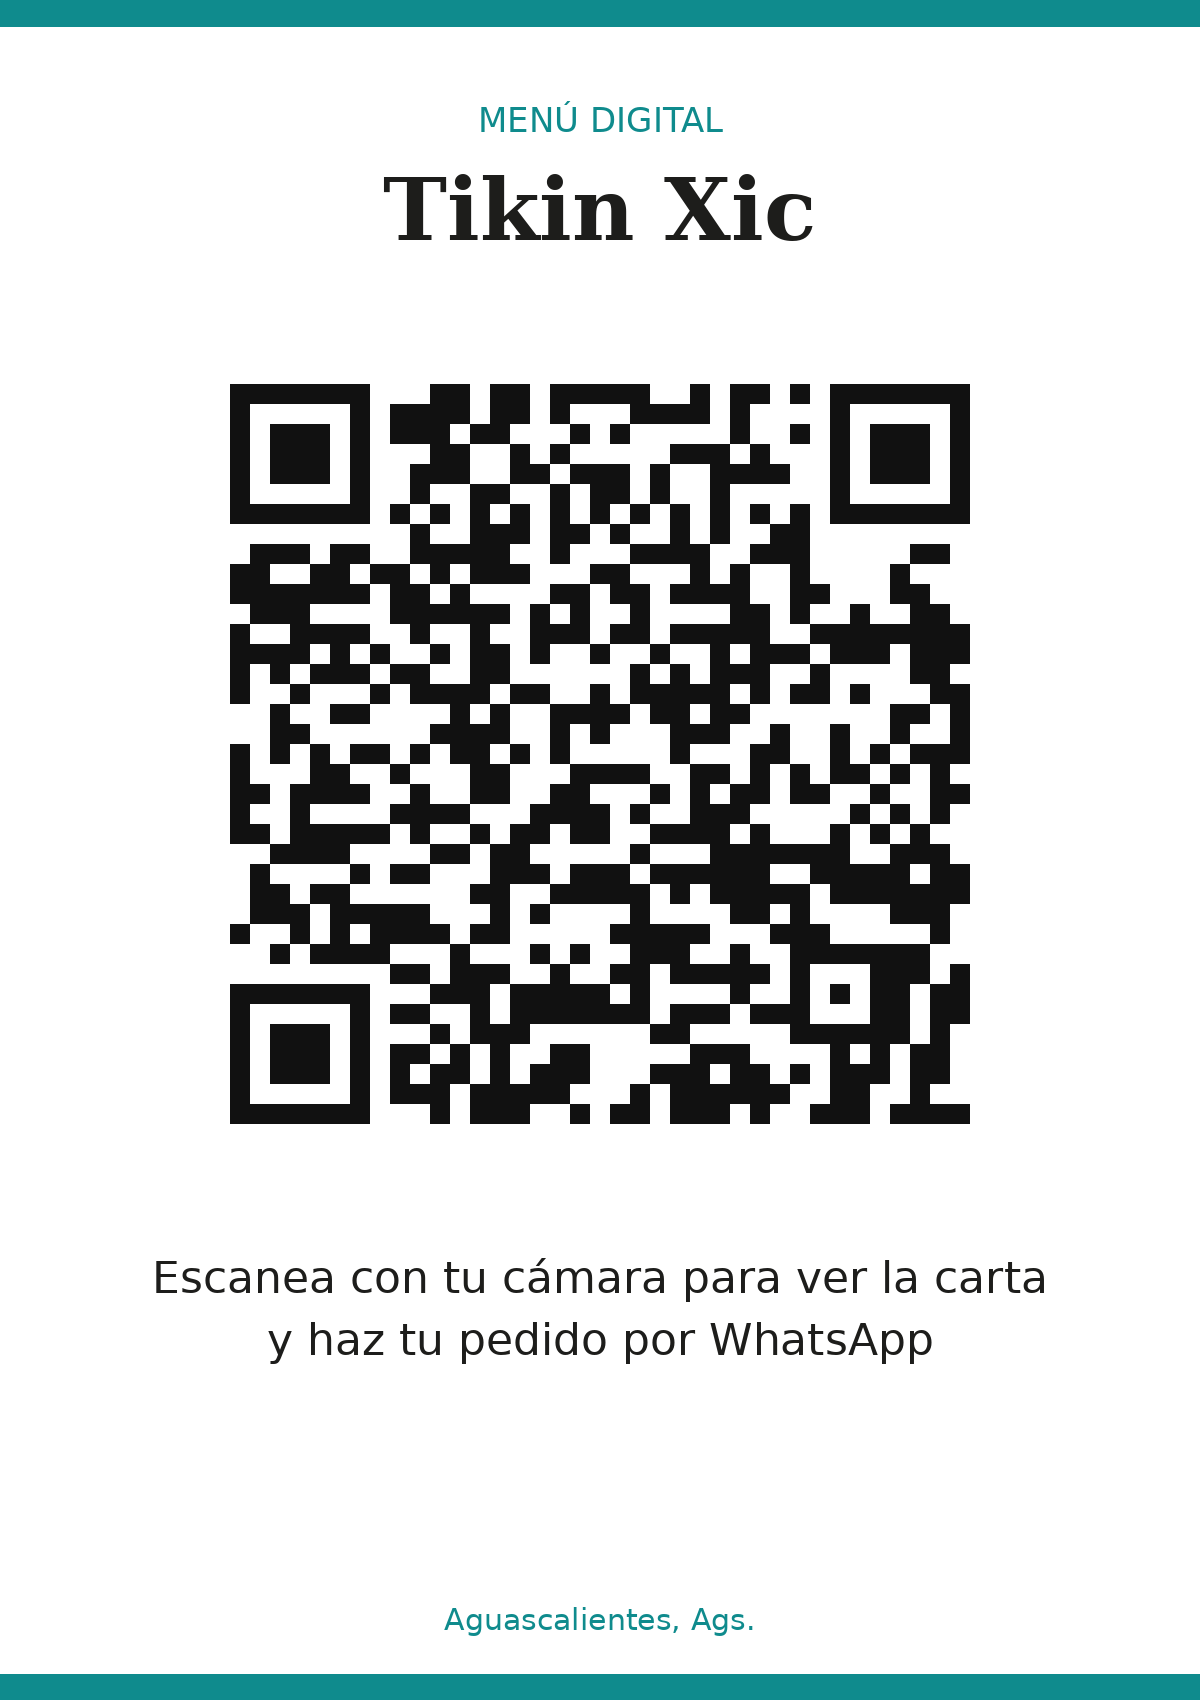 MENÚ DIGITAL
Tikin Xic
Escanea con tu cámara para ver la carta
y haz tu pedido por WhatsApp
Aguascalientes, Ags.